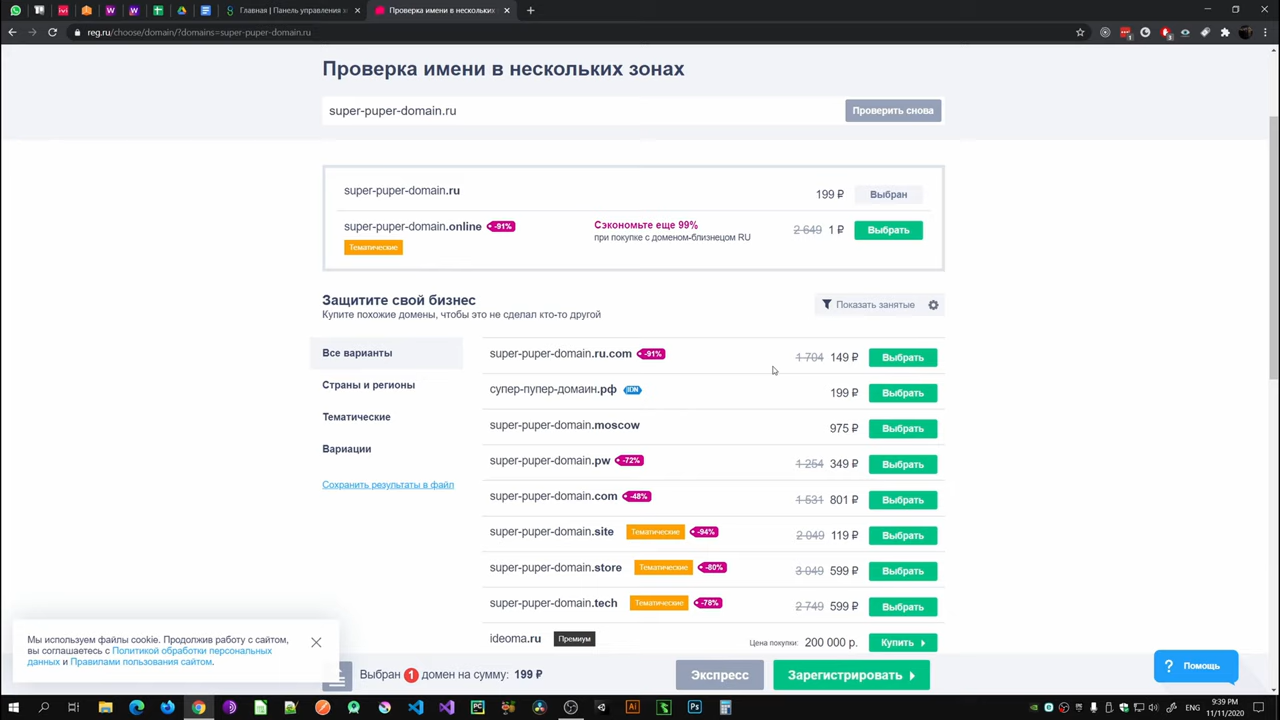 Главная | Панель управления хо
Проверка имени в нескольких
reg.ru/choose/domain/?domains=super-puper-domain.ru
Проверка имени в нескольких зонах
super-puper-domain.ru
Проверить снова
super-puper-domain.ru
199 ₽
Выбран
super-puper-domain.online
-91%
Сэкономьте еще 99%
при покупке с доменом-близнецом RU
2 649 1 ₽
Выбрать
Тематические
Защитите свой бизнес
Купите похожие домены, чтобы это не сделал кто-то другой
Показать занятые
Все варианты
Страны и регионы
Тематические
Вариации
Сохранить результаты в файл
super-puper-domain.ru.com -91% 1 704 149 ₽ Выбрать
супер-пупер-домаин.рф IDN 199 ₽ Выбрать
super-puper-domain.moscow 975 ₽ Выбрать
super-puper-domain.pw -72% 1 254 349 ₽ Выбрать
super-puper-domain.com -48% 1 531 801 ₽ Выбрать
super-puper-domain.site Тематические -94% 2 049 119 ₽ Выбрать
super-puper-domain.store Тематические -80% 3 049 599 ₽ Выбрать
super-puper-domain.tech Тематические -78% 2 749 599 ₽ Выбрать
ideoma.ru Премиум Цена покупки: 200 000 р. Купить
Мы используем файлы cookie. Продолжив работу с сайтом,
вы соглашаетесь с Политикой обработки персональных
данных и Правилами пользования сайтом.
Выбран 1 домен на сумму: 199 ₽
Экспресс
Зарегистрировать
? Помощь
ENG
9:39 PM
11/11/2020